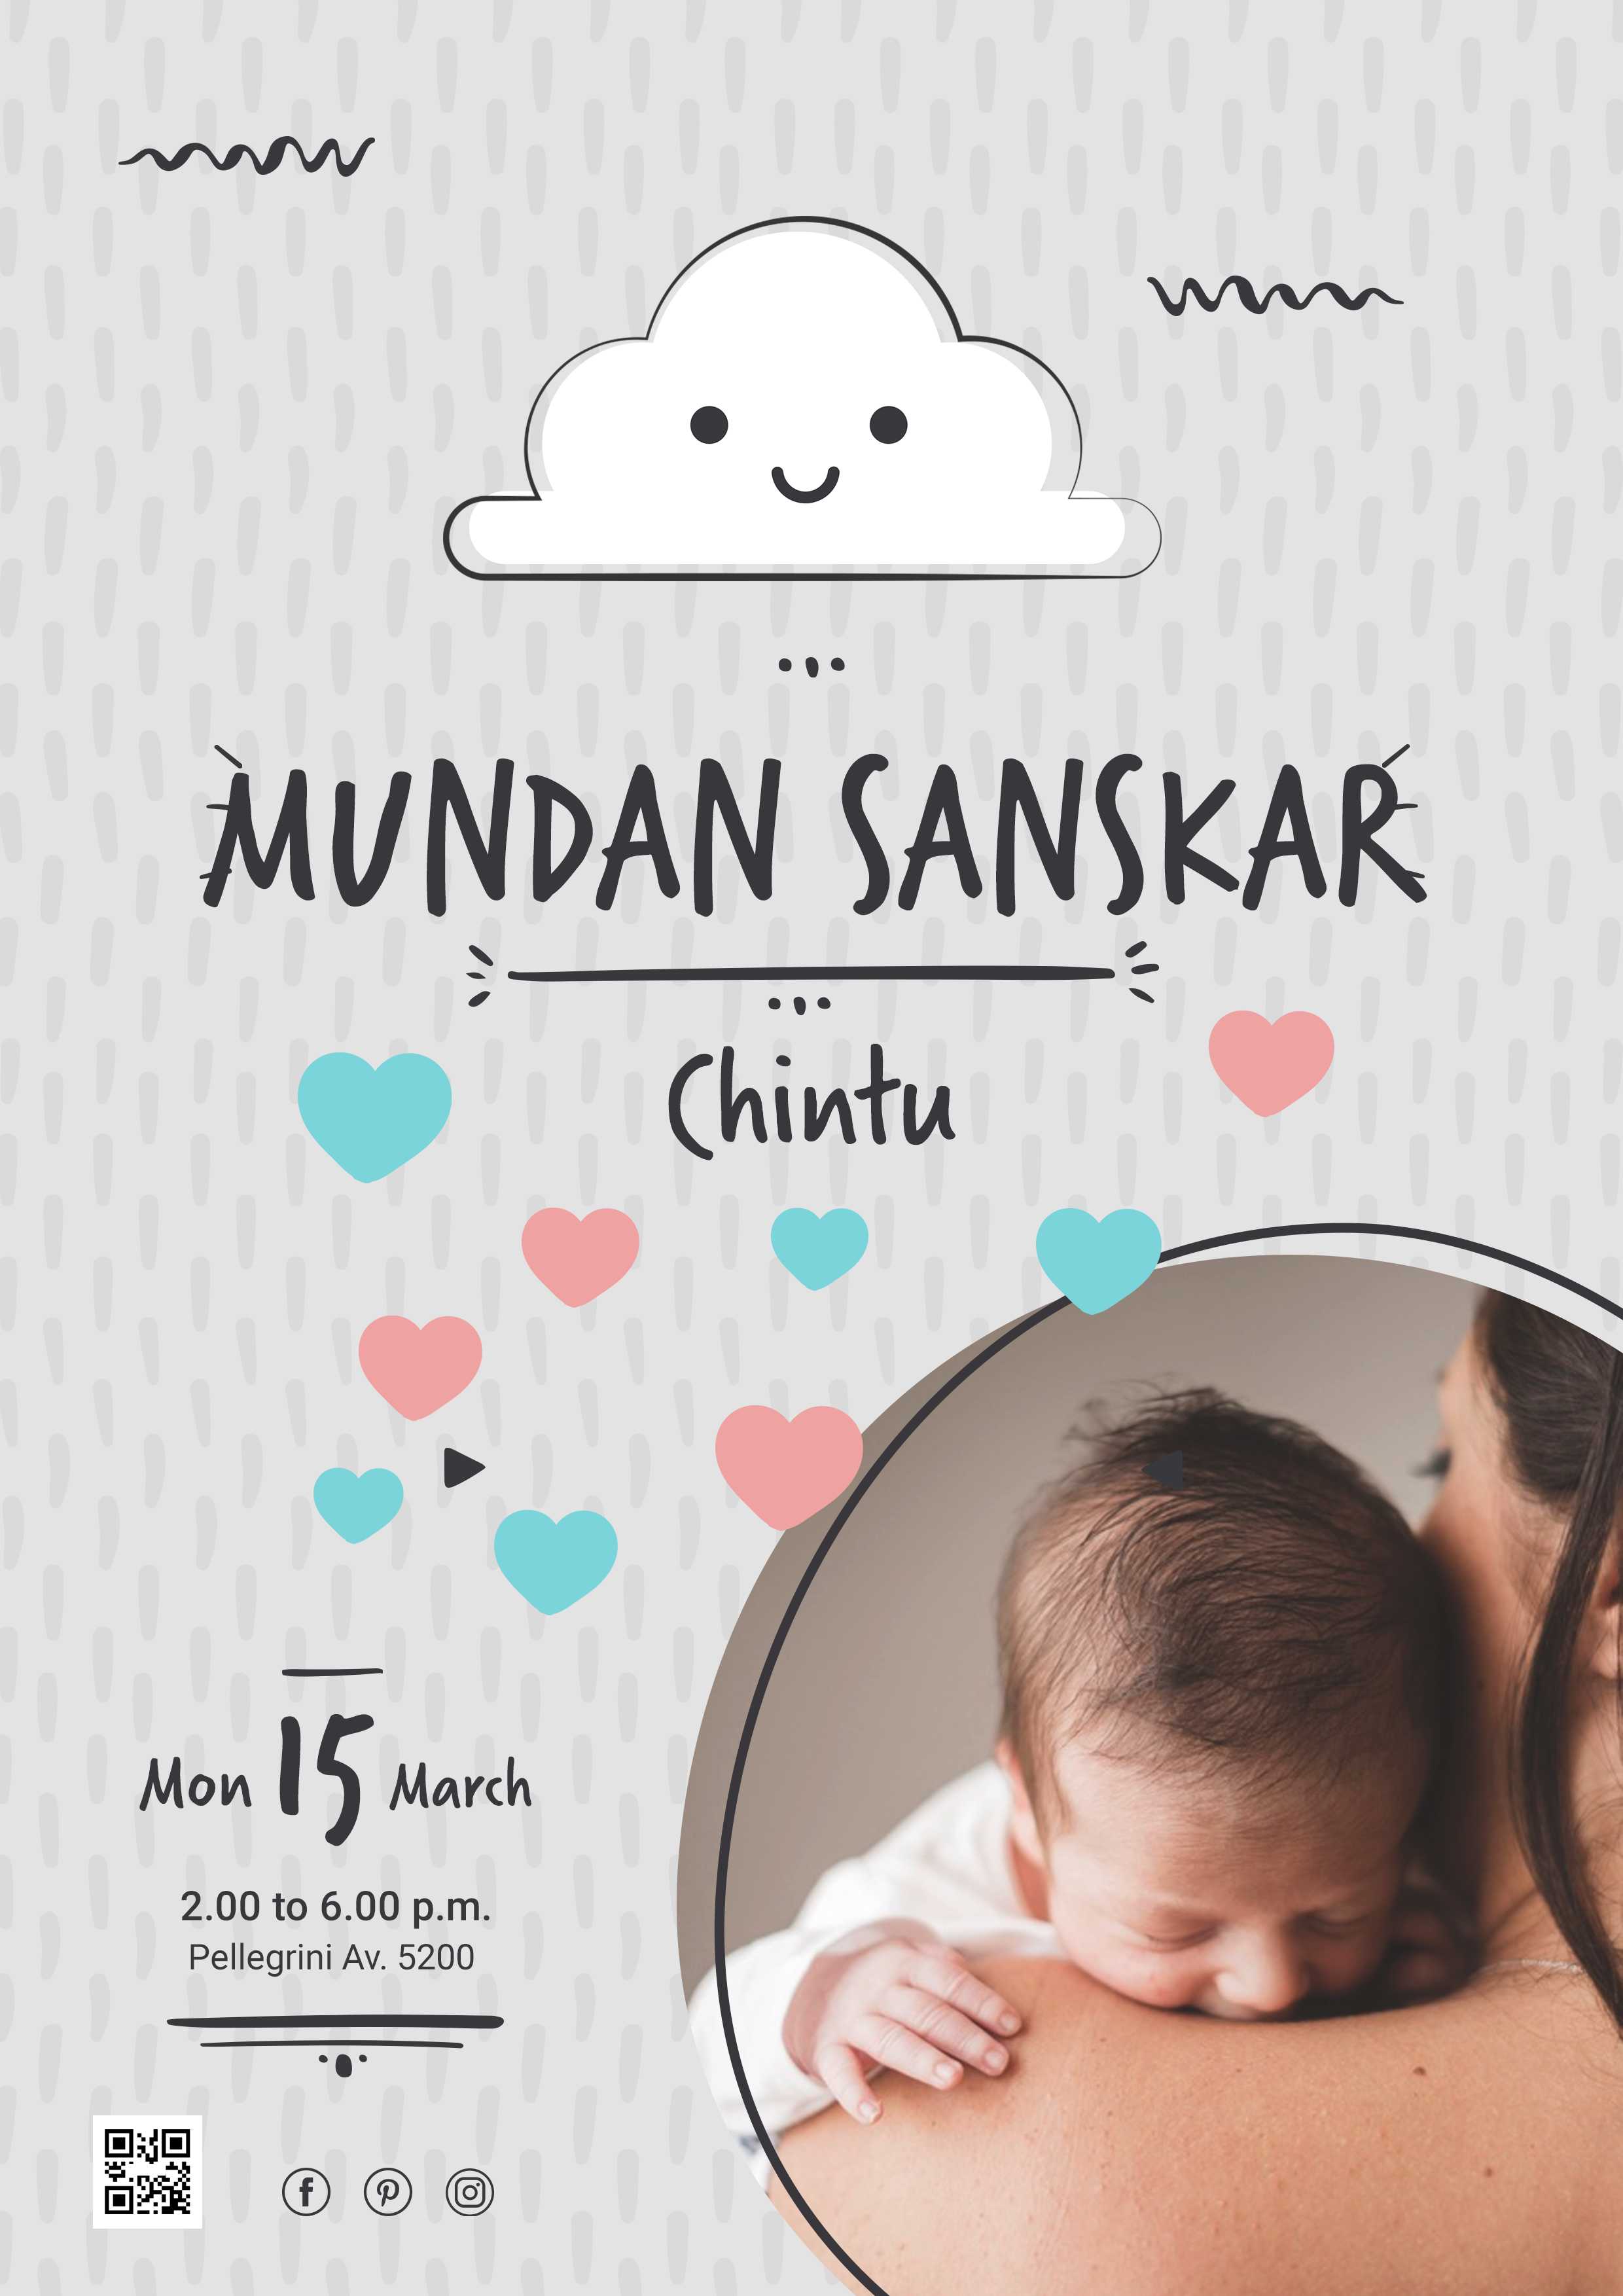 MUNDAN SANSKAR
Chintu
Mon 15 March
2.00 to 6.00 p.m.
Pellegrini Av. 5200